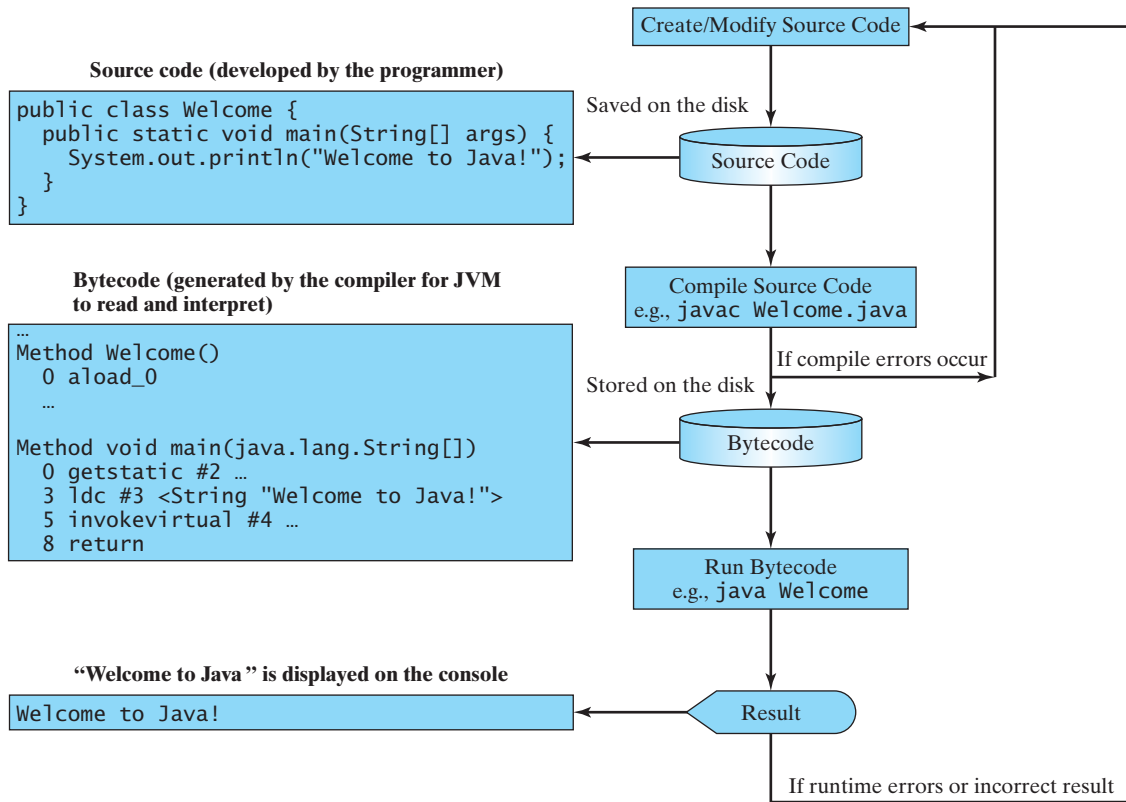 Create/Modify Source Code
Source code (developed by the programmer)
public class Welcome {
  public static void main(String[] args) {
    System.out.println("Welcome to Java!");
  }
}
Saved on the disk
Source Code
Bytecode (generated by the compiler for JVM
to read and interpret)
Compile Source Code
e.g., javac Welcome.java
…
Method Welcome()
  0 aload_0
  …
Method void main(java.lang.String[])
  0 getstatic #2 …
  3 ldc #3 <String "Welcome to Java!">
  5 invokevirtual #4 …
  8 return
If compile errors occur
Stored on the disk
Bytecode
Run Bytecode
e.g., java Welcome
“Welcome to Java” is displayed on the console
Welcome to Java!
Result
If runtime errors or incorrect result